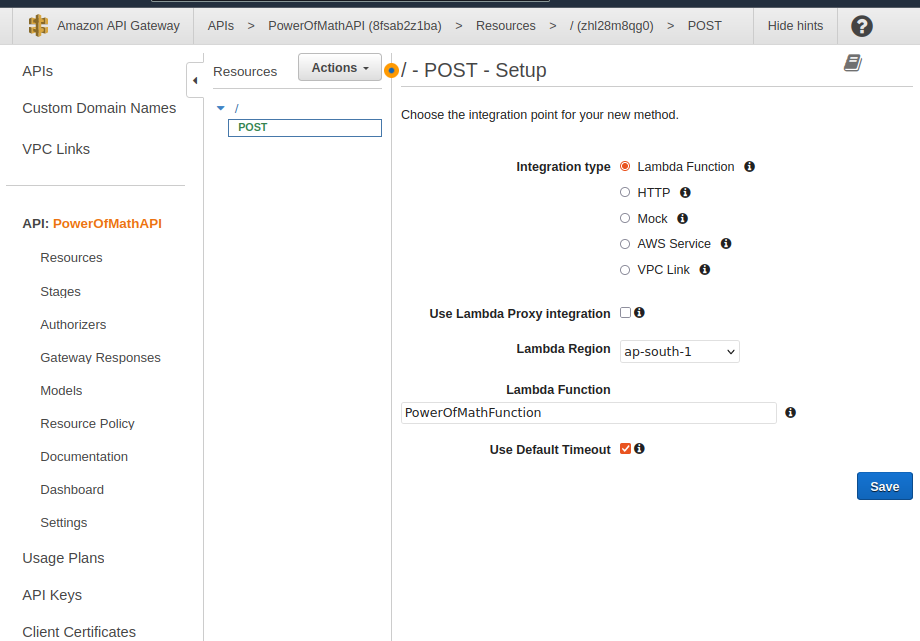 Amazon API Gateway APIs > PowerOfMathAPI (8fsab2z1ba) > Resources > / (zhl28m8qg0) > POST Hide hints ?
APIs
Custom Domain Names
VPC Links
API: PowerOfMathAPI
Resources
Stages
Authorizers
Gateway Responses
Models
Resource Policy
Documentation
Dashboard
Settings
Usage Plans
API Keys
Client Certificates
Resources Actions
/
POST
/ - POST - Setup
Choose the integration point for your new method.
Integration type Lambda Function
HTTP
Mock
AWS Service
VPC Link
Use Lambda Proxy integration
Lambda Region ap-south-1
Lambda Function
PowerOfMathFunction
Use Default Timeout
Save